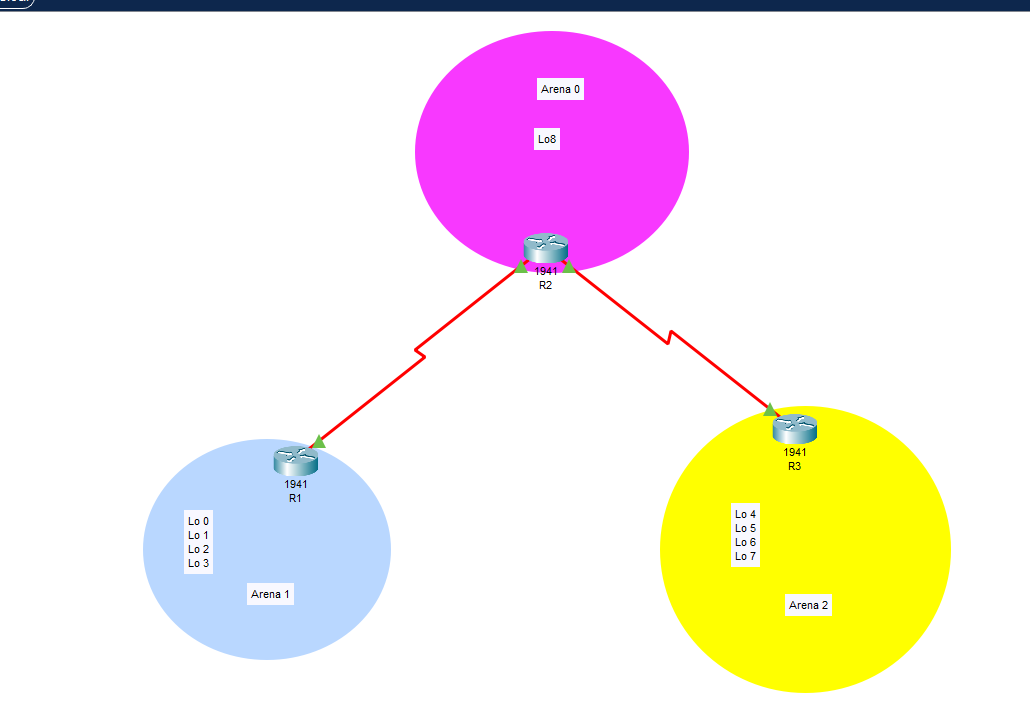 Arena 0
Lo8
1941
R2
1941
R1
Lo 0
Lo 1
Lo 2
Lo 3
Arena 1
1941
R3
Lo 4
Lo 5
Lo 6
Lo 7
Arena 2